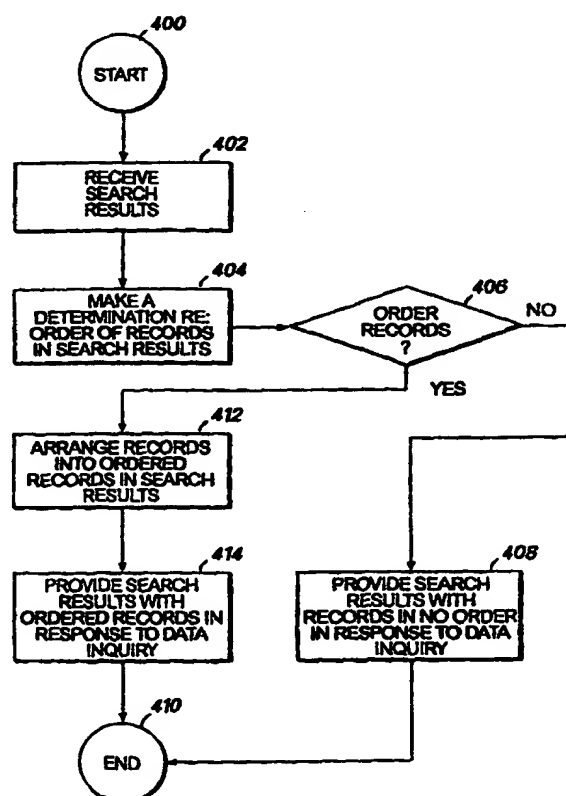 400
START
402
RECEIVE
SEARCH
RESULTS
404
MAKE A
DETERMINATION RE:
ORDER OF RECORDS
IN SEARCH RESULTS
406
ORDER
RECORDS
?
NO
YES
412
ARRANGE RECORDS
INTO ORDERED
RECORDS IN SEARCH
RESULTS
414
PROVIDE SEARCH
RESULTS WITH
ORDERED RECORDS IN
RESPONSE TO DATA
INQUIRY
408
PROVIDE SEARCH
RESULTS WITH
RECORDS IN NO ORDER
IN RESPONSE TO DATA
INQUIRY
410
END